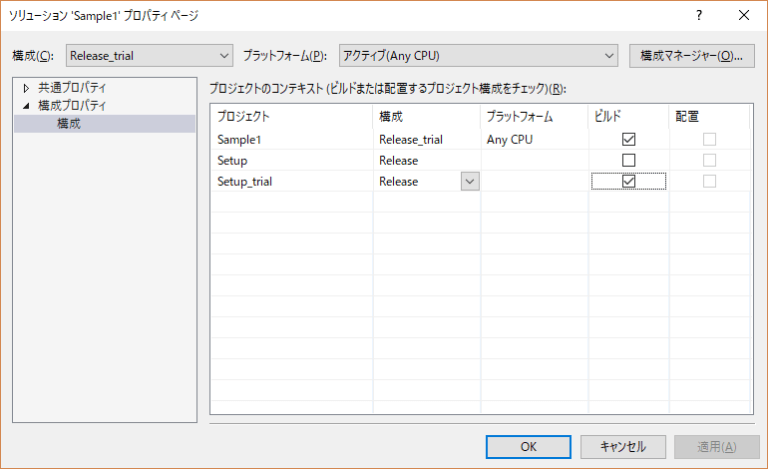 ソリューション 'Sample1' プロパティ ページ
? ×
構成(C): Release_trial プラットフォーム(P): アクティブ(Any CPU) 構成マネージャー(O)...
共通プロパティ
構成プロパティ
構成
プロジェクトのコンテキスト (ビルドまたは配置するプロジェクト構成をチェック)(R):
プロジェクト 構成 プラットフォーム ビルド 配置
Sample1 Release_trial Any CPU
Setup Release
Setup_trial Release
OK キャンセル 適用(A)